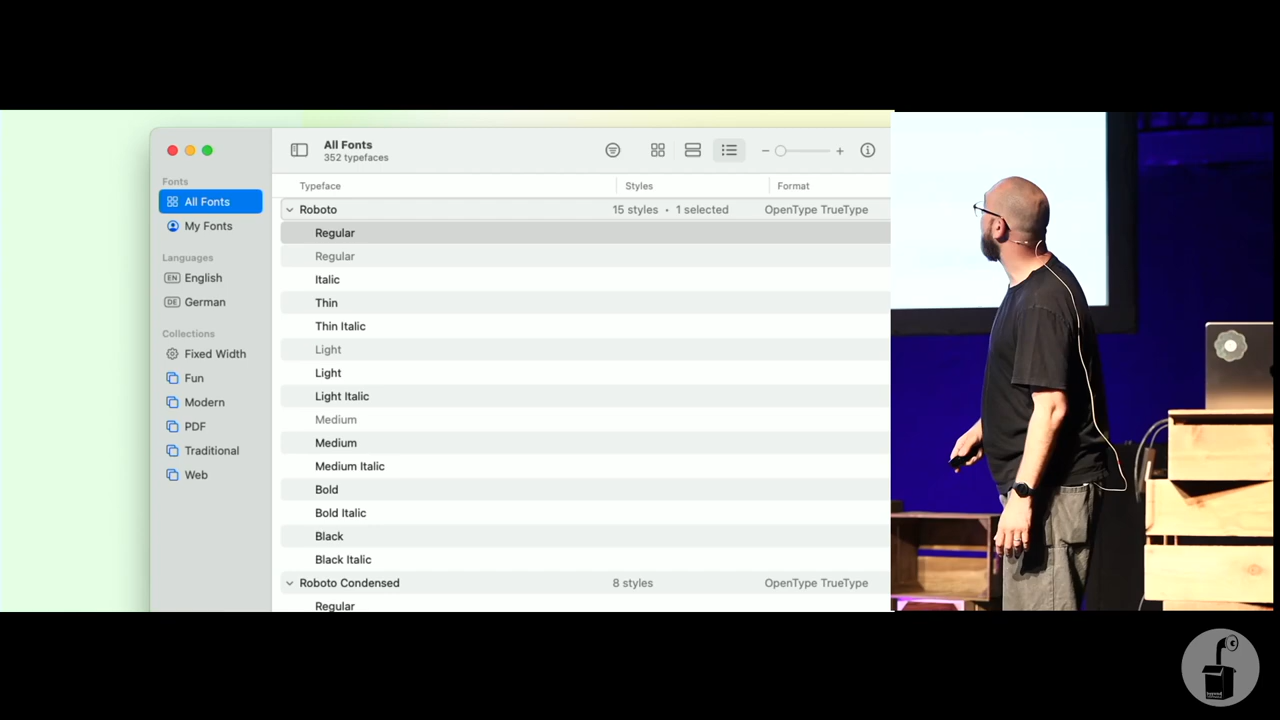 All Fonts
352 typefaces
Fonts
All Fonts
My Fonts
Languages
EN English
DE German
Collections
Fixed Width
Fun
Modern
PDF
Traditional
Web
Typeface Styles Format
Roboto 15 styles • 1 selected OpenType TrueType
Regular
Regular
Italic
Thin
Thin Italic
Light
Light
Light Italic
Medium
Medium
Medium Italic
Bold
Bold Italic
Black
Black Italic
Roboto Condensed 8 styles OpenType TrueType
Regular